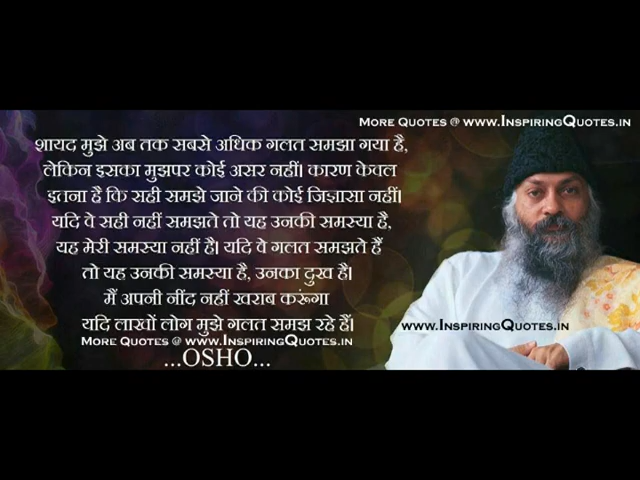 MORE QUOTES @ WWW.INSPIRINGQUOTES.IN
शायद मुझे अब तक सबसे अधिक गलत समझा गया है,
लेकिन इसका मुझपर कोई असर नहीं। कारण केवल
इतना है कि सही समझे जाने की कोई जिज्ञासा नहीं।
यदि वे सही नहीं समझते तो यह उनकी समस्या है,
यह मेरी समस्या नहीं है। यदि वे गलत समझते हैं
तो यह उनकी समस्या है, उनका दुख है।
मैं अपनी नींद नहीं खराब करूंगा
यदि लाखों लोग मुझे गलत समझ रहे हैं।
WWW.INSPIRINGQUOTES.IN
MORE QUOTES @ WWW.INSPIRINGQUOTES.IN
...OSHO...